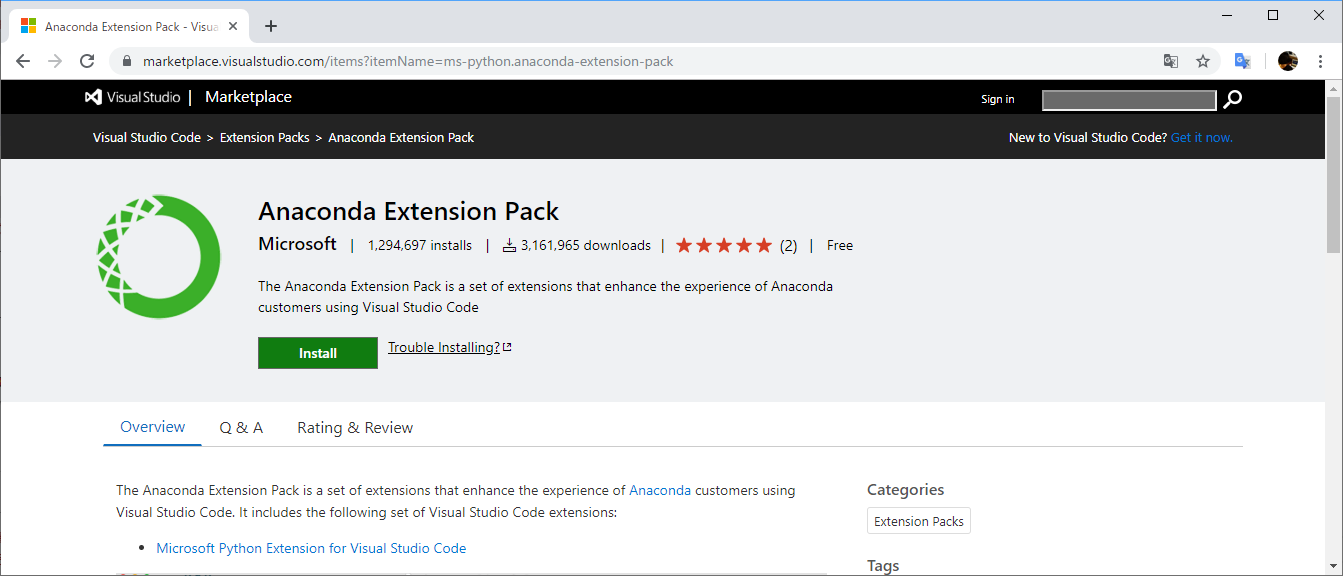 Anaconda Extension Pack - Visua
marketplace.visualstudio.com/items?itemName=ms-python.anaconda-extension-pack
Visual Studio | Marketplace
Sign in
Visual Studio Code > Extension Packs > Anaconda Extension Pack
New to Visual Studio Code? Get it now.
Anaconda Extension Pack
Microsoft | 1,294,697 installs | 3,161,965 downloads | (2) | Free
The Anaconda Extension Pack is a set of extensions that enhance the experience of Anaconda
customers using Visual Studio Code
Install
Trouble Installing?
Overview
Q & A
Rating & Review
The Anaconda Extension Pack is a set of extensions that enhance the experience of Anaconda customers using
Visual Studio Code. It includes the following set of Visual Studio Code extensions:
• Microsoft Python Extension for Visual Studio Code
Categories
Extension Packs
Tags